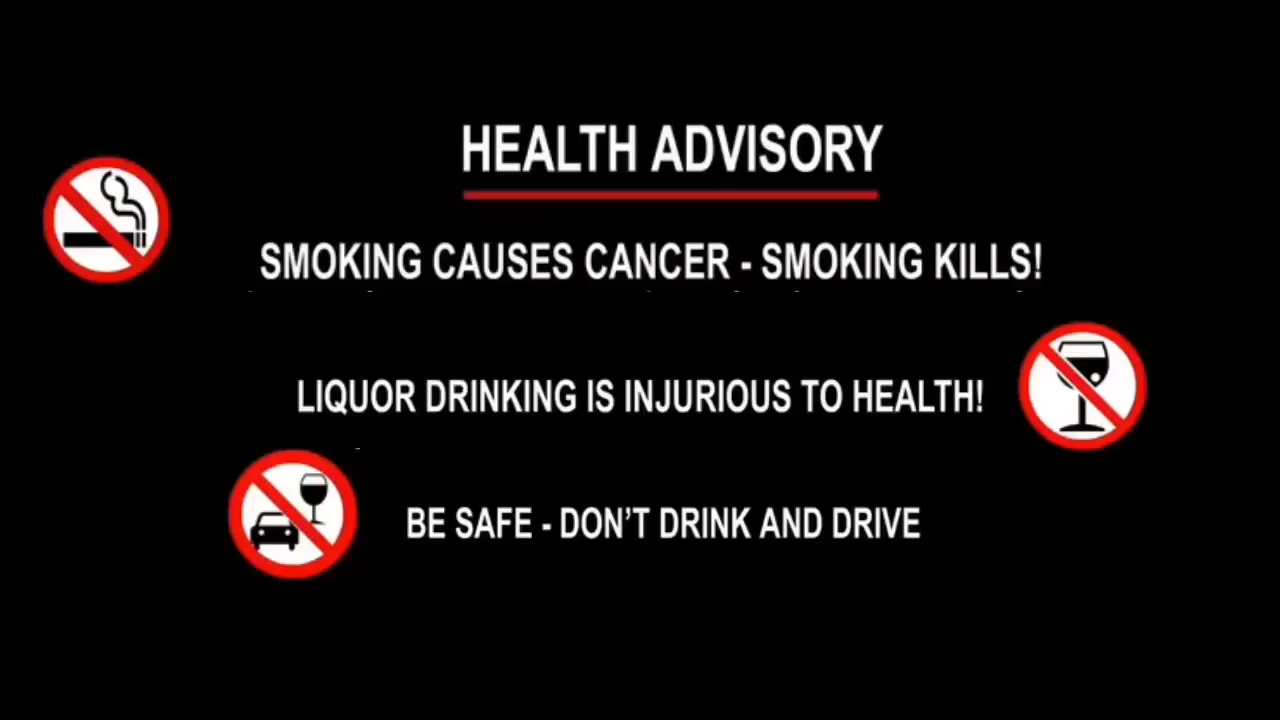 HEALTH ADVISORY
SMOKING CAUSES CANCER - SMOKING KILLS!
LIQUOR DRINKING IS INJURIOUS TO HEALTH!
BE SAFE - DON’T DRINK AND DRIVE